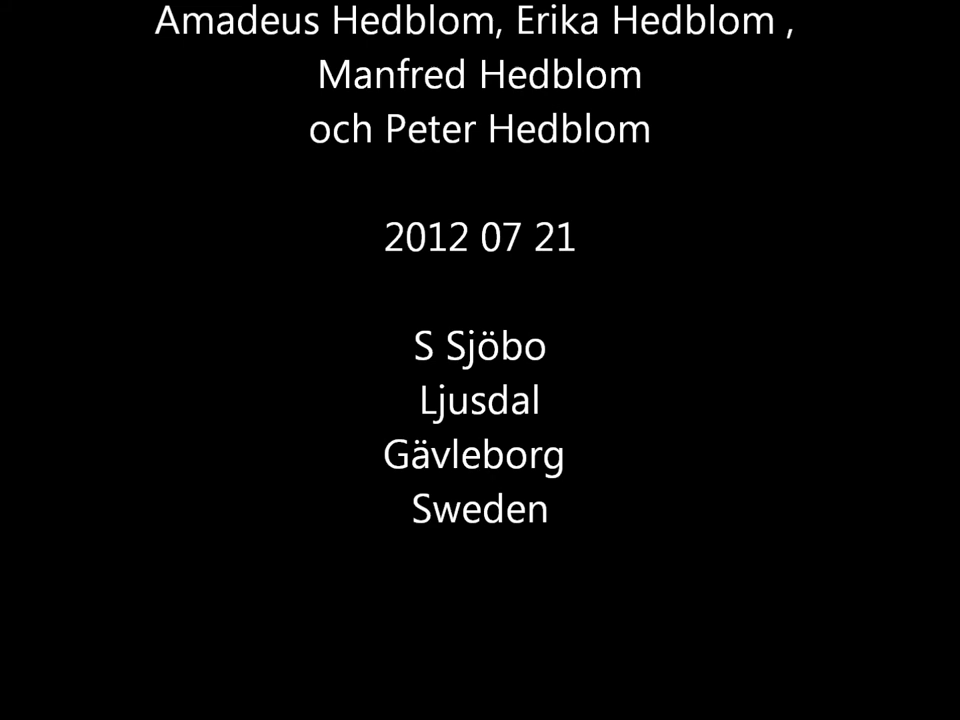 Amadeus Hedblom, Erika Hedblom ,
Manfred Hedblom
och Peter Hedblom
2012 07 21
S Sjöbo
Ljusdal
Gävleborg
Sweden